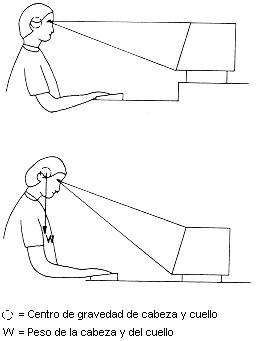 W
= Centro de gravedad de cabeza y cuello
W = Peso de la cabeza y del cuello